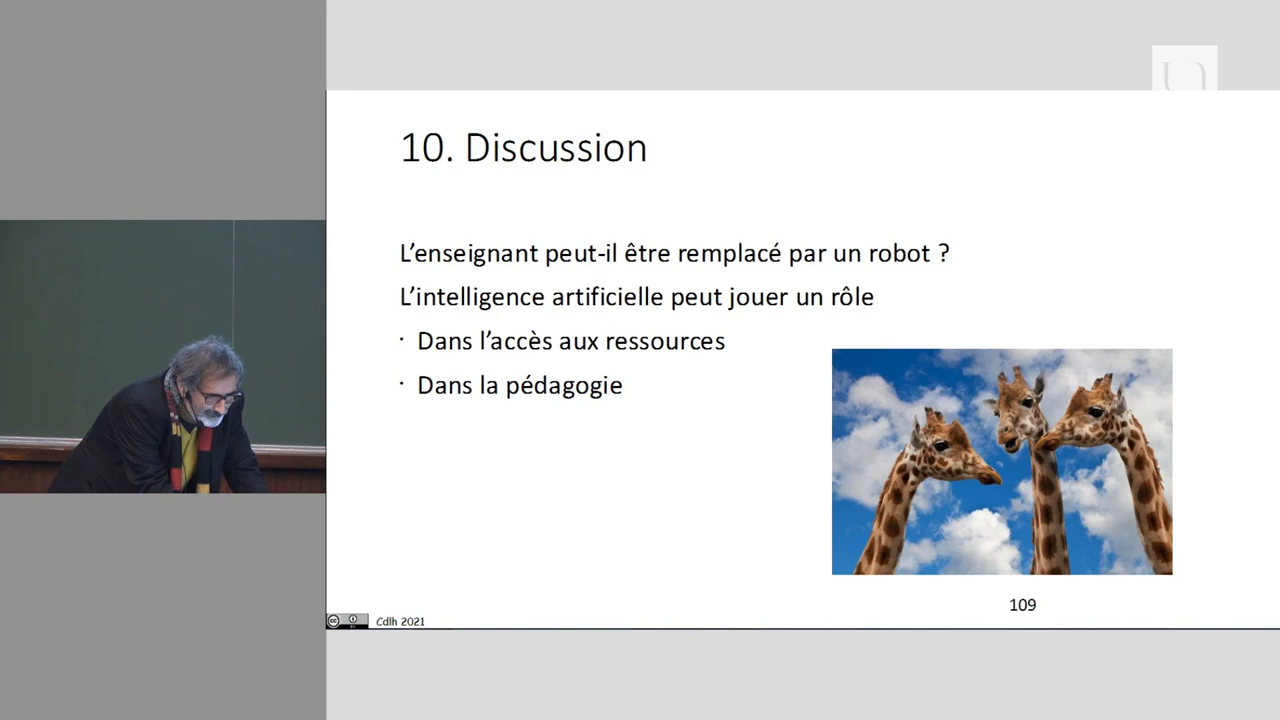 10. Discussion
L’enseignant peut-il être remplacé par un robot ?
L’intelligence artificielle peut jouer un rôle
· Dans l’accès aux ressources
· Dans la pédagogie
109
Cdlh 2021